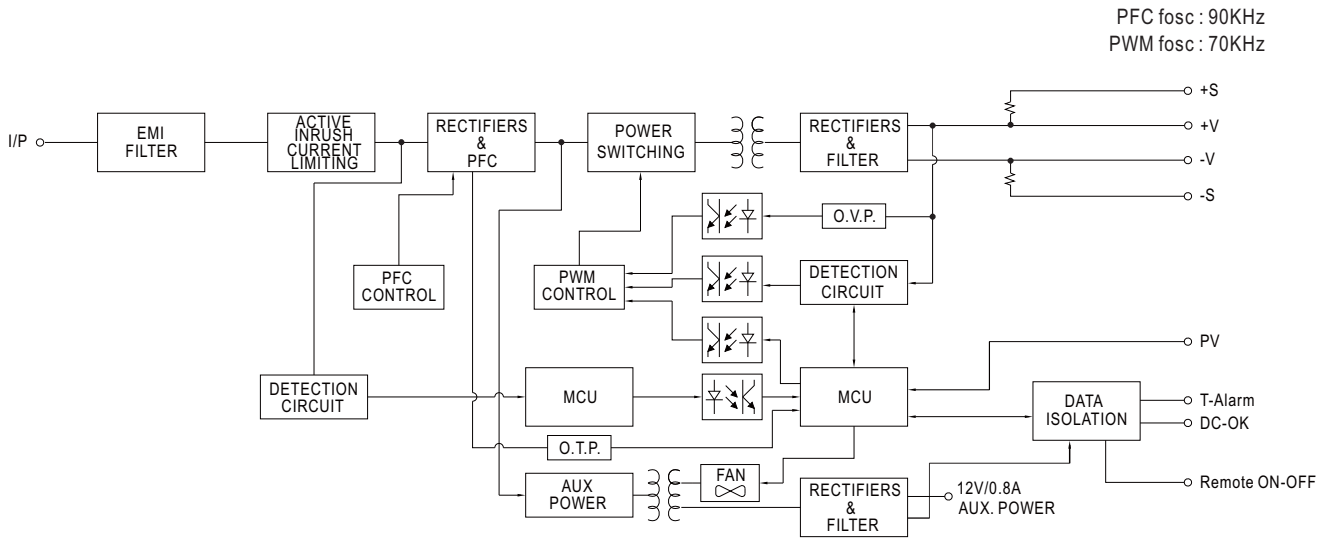 PFC fosc : 90KHz
PWM fosc : 70KHz
I/P
EMI
FILTER
ACTIVE
INRUSH
CURRENT
LIMITING
RECTIFIERS
&
PFC
POWER
SWITCHING
RECTIFIERS
&
FILTER
+S
+V
-V
-S
O.V.P.
PFC
CONTROL
PWM
CONTROL
DETECTION
CIRCUIT
PV
DETECTION
CIRCUIT
MCU
MCU
DATA
ISOLATION
T-Alarm
DC-OK
O.T.P.
Remote ON-OFF
AUX
POWER
FAN
RECTIFIERS
&
FILTER
12V/0.8A
AUX. POWER